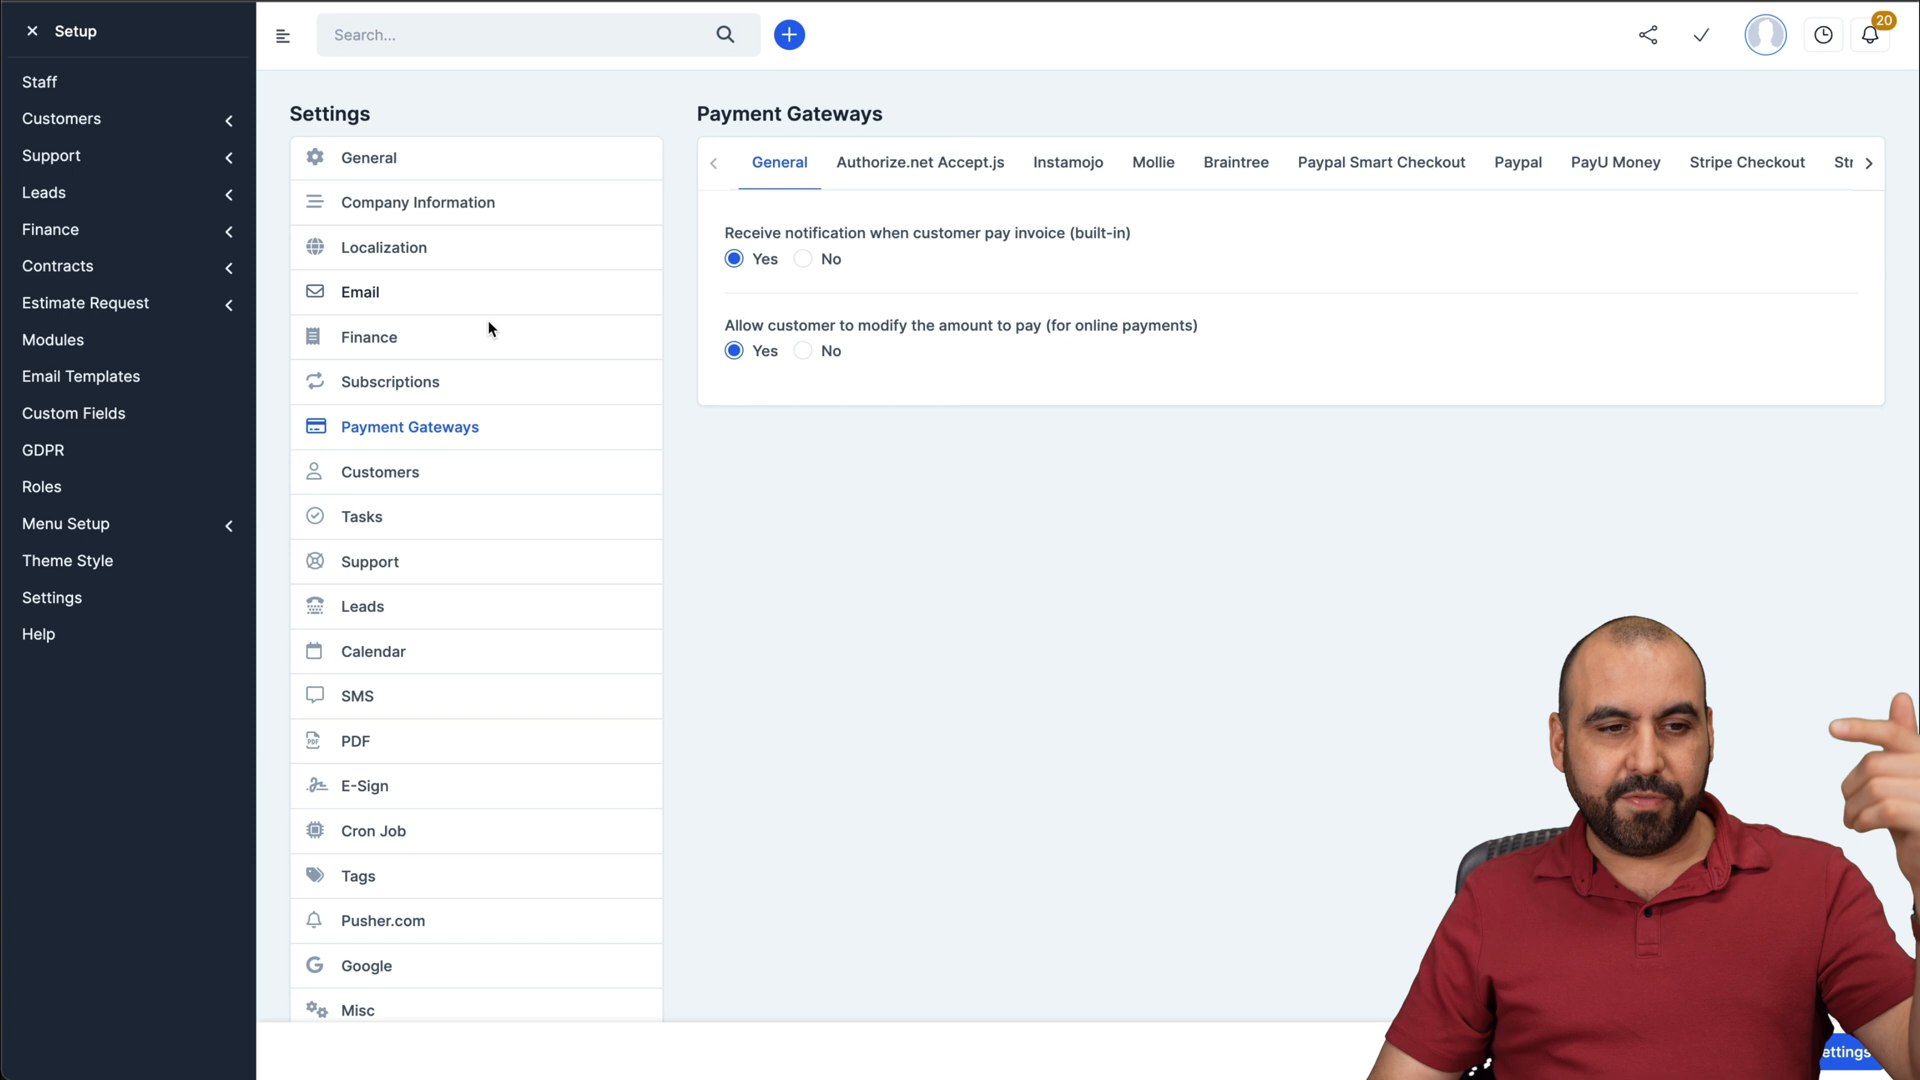 Setup
Staff
Customers
Support
Leads
Finance
Contracts
Estimate Request
Modules
Email Templates
Custom Fields
GDPR
Roles
Menu Setup
Theme Style
Settings
Help
Search...
20
Settings
General
Company Information
Localization
Email
Finance
Subscriptions
Payment Gateways
Customers
Tasks
Support
Leads
Calendar
SMS
PDF
PDF
E-Sign
Cron Job
Tags
Pusher.com
Google
Misc
Payment Gateways
General Authorize.net Accept.js Instamojo Mollie Braintree Paypal Smart Checkout Paypal PayU Money Stripe Checkout Str
Receive notification when customer pay invoice (built-in)
Yes No
Allow customer to modify the amount to pay (for online payments)
Yes No
ettings